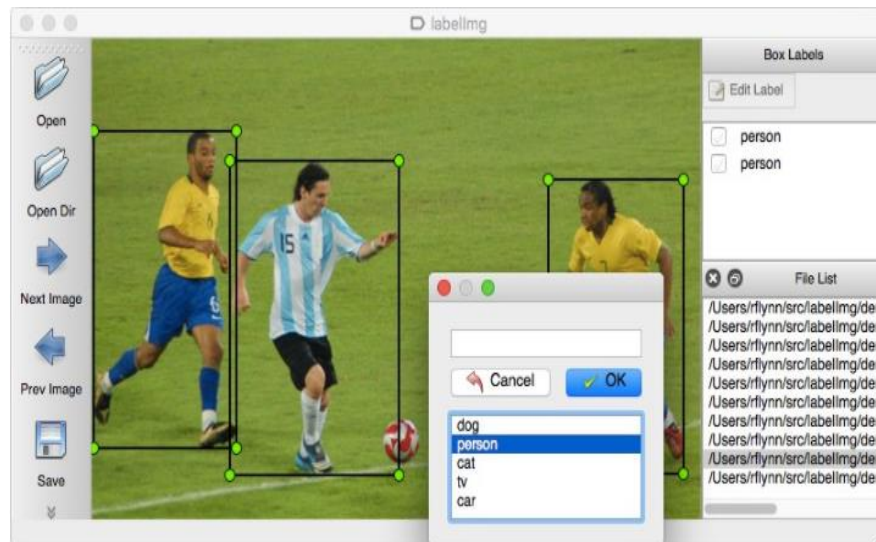 labelImg
Open
Open Dir
Next Image
Prev Image
Save
15
6
Box Labels
Edit Label
person
person
File List
/Users/rflynn/src/labelImg/de
/Users/rflynn/src/labelImg/de
/Users/rflynn/src/labelImg/de
/Users/rflynn/src/labelImg/de
/Users/rflynn/src/labelImg/de
/Users/rflynn/src/labelImg/de
/Users/rflynn/src/labelImg/de
/Users/rflynn/src/labelImg/de
/Users/rflynn/src/labelImg/de
/Users/rflynn/src/labelImg/de
Cancel
OK
dog
person
cat
tv
car